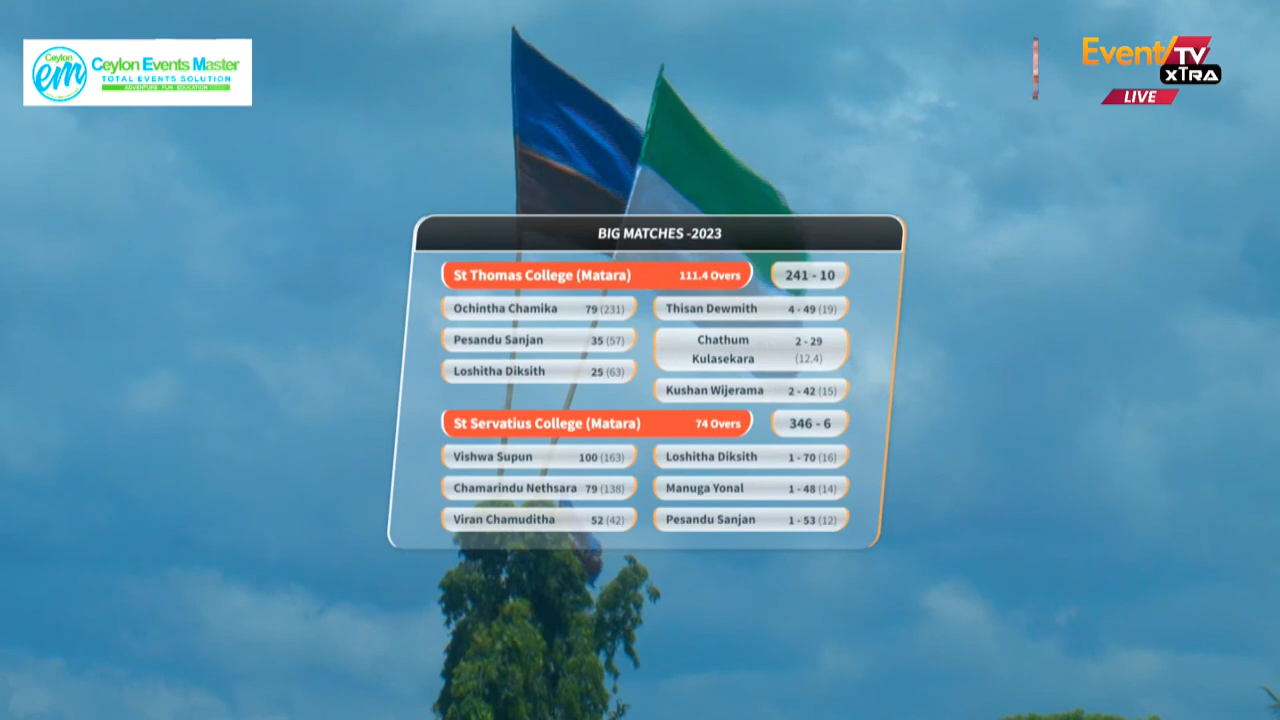 Ceylon
em
Ceylon Events Master
TOTAL EVENTS SOLUTION
ADVENTURE FUN EDUCATION
Event TV
XTRA
LIVE
BIG MATCHES -2023
St Thomas College (Matara) 111.4 Overs 241 - 10
Ochintha Chamika 79 (231) Thisan Dewmith 4 - 49 (19)
Pesandu Sanjan 35 (57) Chathum Kulasekara 2 - 29 (12.4)
Loshitha Diksith 25 (63) Kushan Wijerama 2 - 42 (15)
St Servatius College (Matara) 74 Overs 346 - 6
Vishwa Supun 100 (163) Loshitha Diksith 1 - 70 (16)
Chamarindu Nethsara 79 (138) Manuga Yonal 1 - 48 (14)
Viran Chamuditha 52 (42) Pesandu Sanjan 1 - 53 (12)